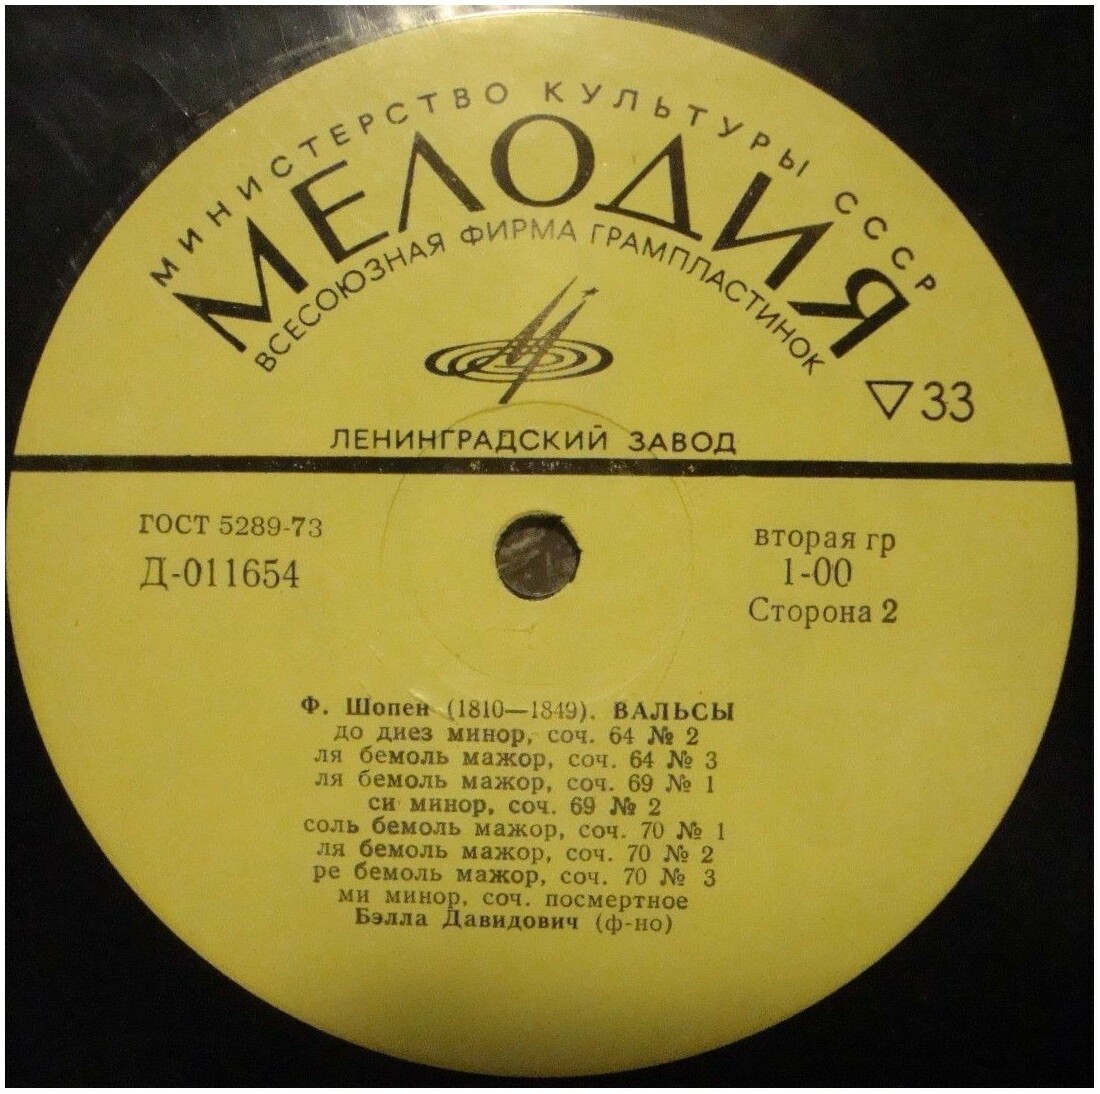 МИНИСТЕРСТВО КУЛЬТУРЫ СССР
МЕЛОДИЯ
ВСЕСОЮЗНАЯ ФИРМА ГРАМПЛАСТИНОК
▽33
ЛЕНИНГРАДСКИЙ ЗАВОД
ГОСТ 5289-73
Д-011654
вторая гр
1-00
Сторона 2
Ф. Шопен (1810—1849). ВАЛЬСЫ
до диез минор, соч. 64 № 2
ля бемоль мажор, соч. 64 № 3
ля бемоль мажор, соч. 69 № 1
си минор, соч. 69 № 2
соль бемоль мажор, соч. 70 № 1
ля бемоль мажор, соч. 70 № 2
ре бемоль мажор, соч. 70 № 3
ми минор, соч. посмертное
Бэлла Давидович (ф-но)